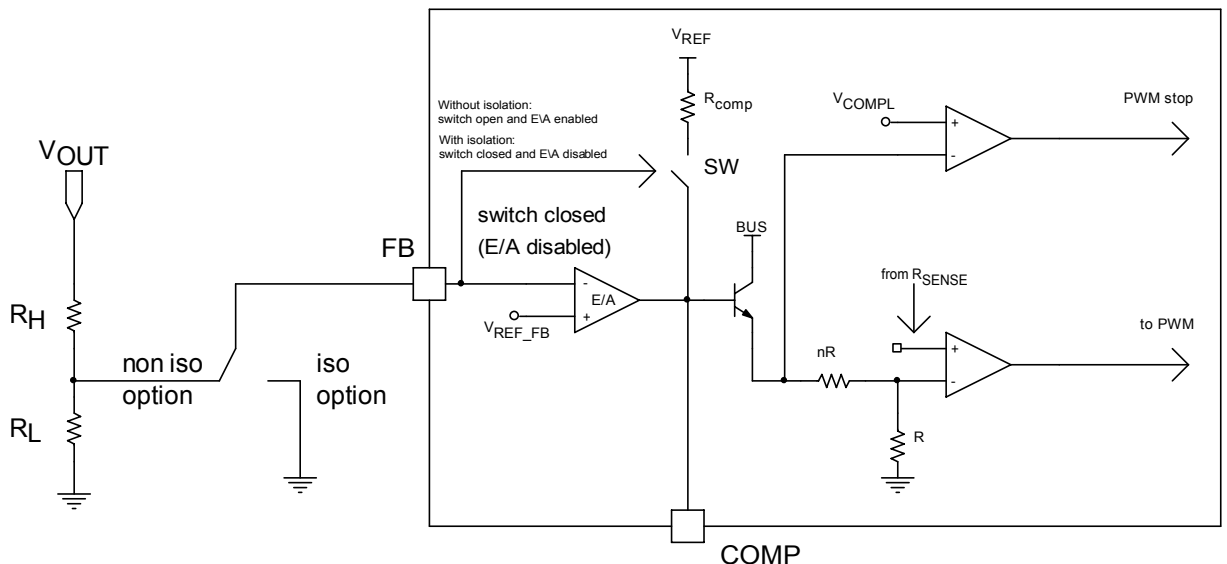 VREF
Rcomp
Without isolation:
switch open and E\A enabled
With isolation:
switch closed and E\A disabled
SW
VCOMPL
+
-
PWM stop
VOUT
switch closed
(E/A disabled)
FB
BUS
-
E/A
+
VREF_FB
from RSENSE
to PWM
RH
nR
+
-
non iso
option
iso
option
RL
R
COMP